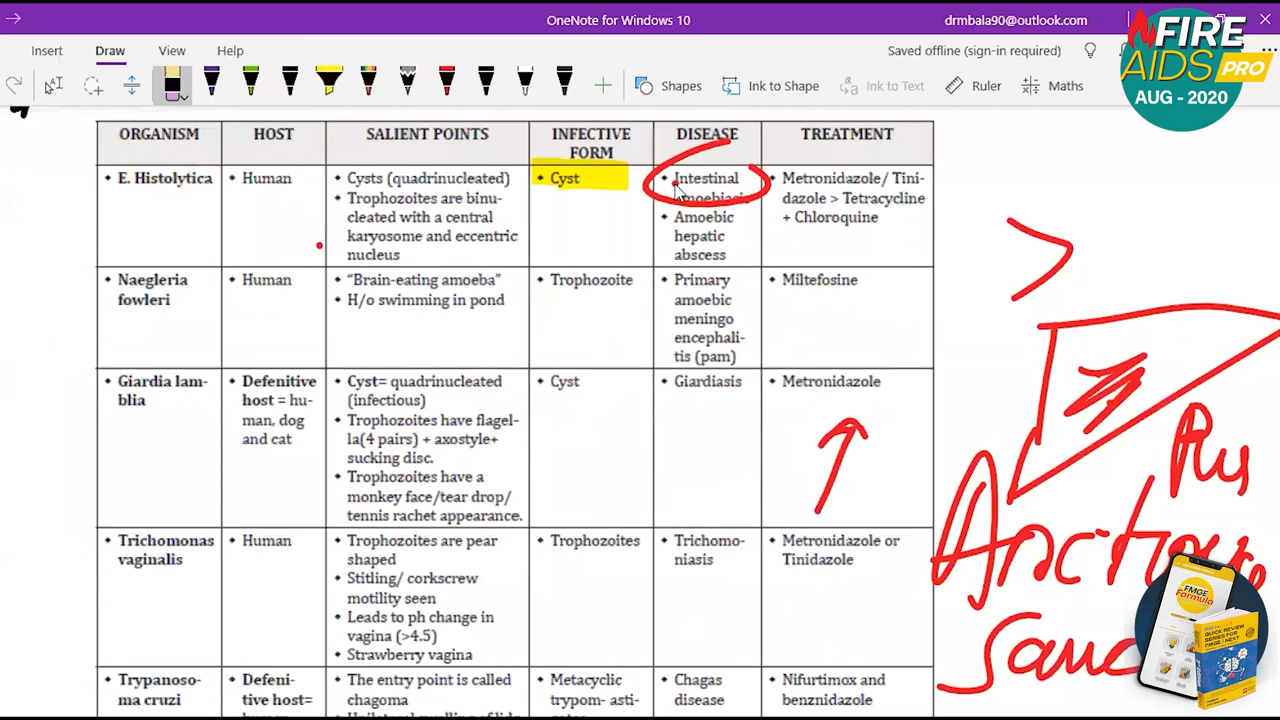 OneNote for Windows 10
drmbala90@outlook.com
Insert
Draw
View
Help
Saved offline (sign-in required)
FIRE
AIDS PRO
AUG - 2020
Shapes
Ink to Shape
Ink to Text
Ruler
Maths
ORGANISM
HOST
SALIENT POINTS
INFECTIVE
FORM
DISEASE
TREATMENT
E. Histolytica
Human
Cysts (quadrinucleated)
Trophozoites are binu-
cleated with a central
karyosome and eccentric
nucleus
Cyst
Intestinal
Amoebic
hepatic
abscess
Metronidazole/ Tini-
dazole > Tetracycline
+ Chloroquine
Naegleria
fowleri
Human
"Brain-eating amoeba"
H/o swimming in pond
Trophozoite
Primary
amoebic
meningo
encephali-
tis (pam)
Miltefosine
Giardia lam-
blia
Defenitive
host = hu-
man, dog
and cat
Cyst= quadrinucleated
(infectious)
Trophozoites have flagel-
la(4 pairs) + axostyle+
sucking disc.
Trophozoites have a
monkey face/tear drop/
tennis rachet appearance.
Cyst
Giardiasis
Metronidazole
Trichomonas
vaginalis
Human
Trophozoites are pear
shaped
Stitling/ corkscrew
motility seen
Leads to ph change in
vagina (>4.5)
Strawberry vagina
Trophozoites
Trichomo-
niasis
Metronidazole or
Tinidazole
Trypanoso-
ma cruzi
Defeni-
tive host=
The entry point is called
chagoma
Metacyclic
trypom- asti-
Chagas
disease
Nifurtimox and
benznidazole
FMGE
Formula
QUICK REVIEW
SERIES FOR
FMGE / NEXT